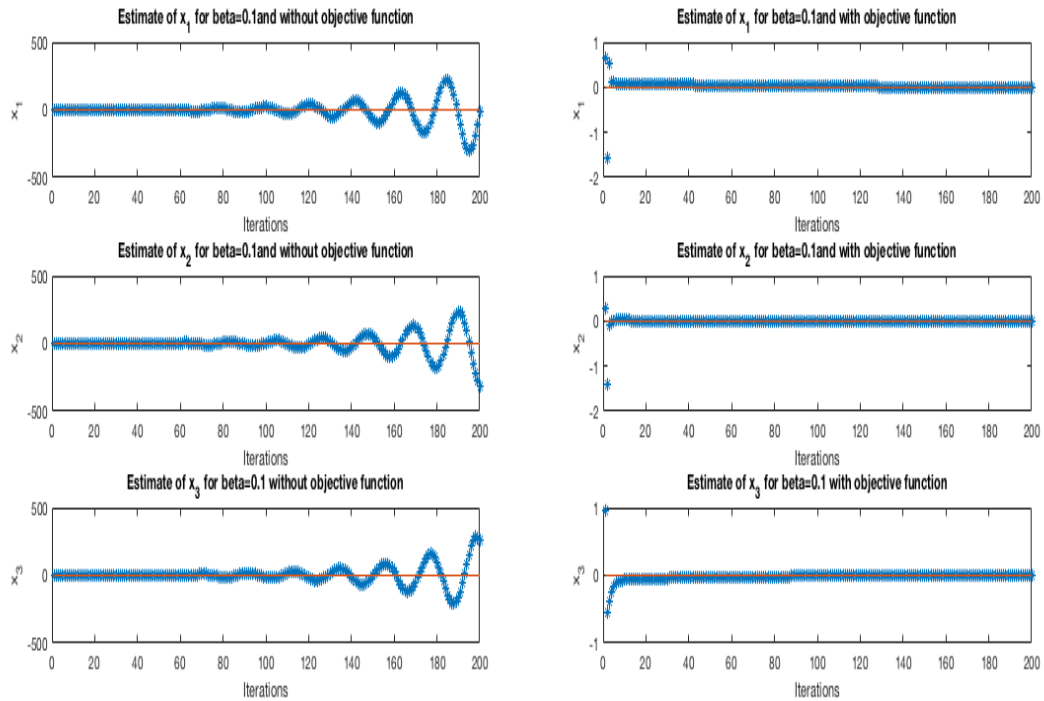 Estimate of x1 for beta=0.1and without objective function
500
0
-500
x1
0 20 40 60 80 100 120 140 160 180 200
Iterations
Estimate of x1 for beta=0.1and with objective function
1
0
-1
-2
x1
0 20 40 60 80 100 120 140 160 180 200
Iterations
Estimate of x2 for beta=0.1and without objective function
500
0
-500
x2
0 20 40 60 80 100 120 140 160 180 200
Iterations
Estimate of x2 for beta=0.1and with objective function
1
0
-1
-2
x2
0 20 40 60 80 100 120 140 160 180 200
Iterations
Estimate of x3 for beta=0.1 without objective function
500
0
-500
x3
0 20 40 60 80 100 120 140 160 180 200
Iterations
Estimate of x3 for beta=0.1 with objective function
1
0
-1
x3
0 20 40 60 80 100 120 140 160 180 200
Iterations